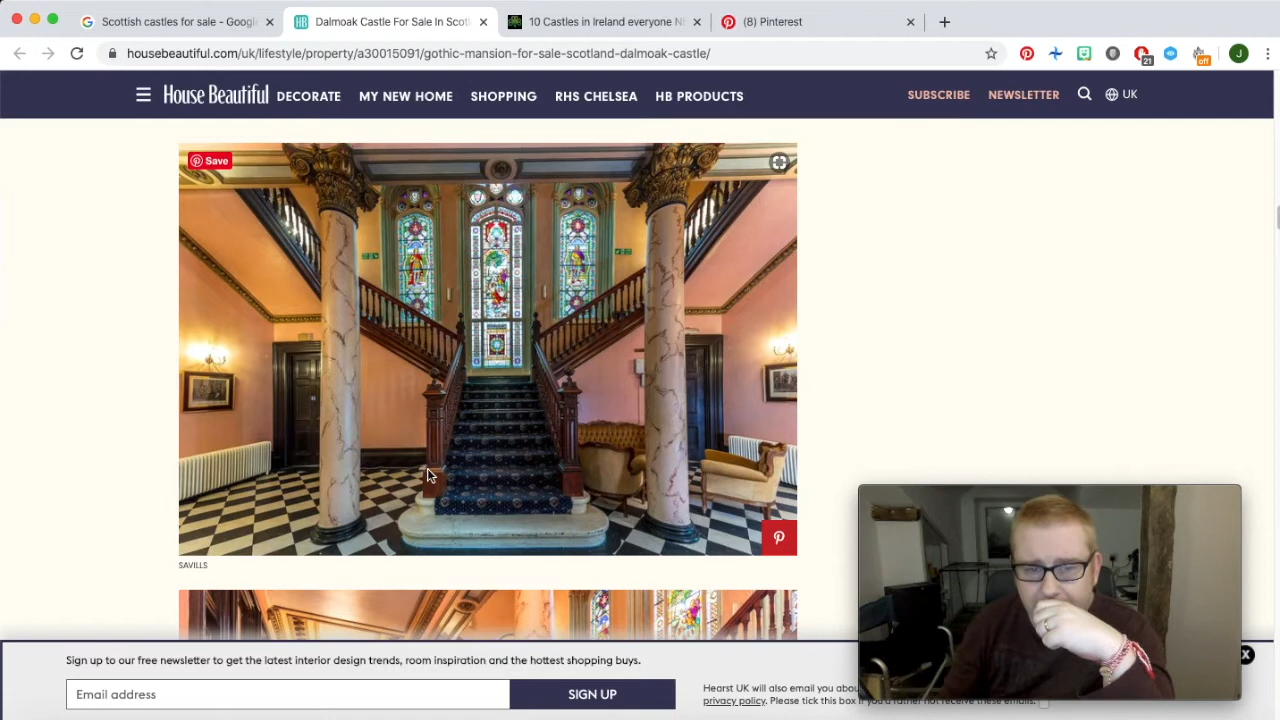 Scottish castles for sale - Google
Dalmoak Castle For Sale In Scot
10 Castles in Ireland everyone N
(8) Pinterest
housebeautiful.com/uk/lifestyle/property/a30015091/gothic-mansion-for-sale-scotland-dalmoak-castle/
21
off
J
House Beautiful
DECORATE
MY NEW HOME
SHOPPING
RHS CHELSEA
HB PRODUCTS
SUBSCRIBE
NEWSLETTER
UK
Save
SAVILLS
Sign up to our free newsletter to get the latest interior design trends, room inspiration and the hottest shopping buys.
Email address
SIGN UP
Hearst UK will also email you abou
privacy policy. Please tick this box if you'd rather not receive these emails.